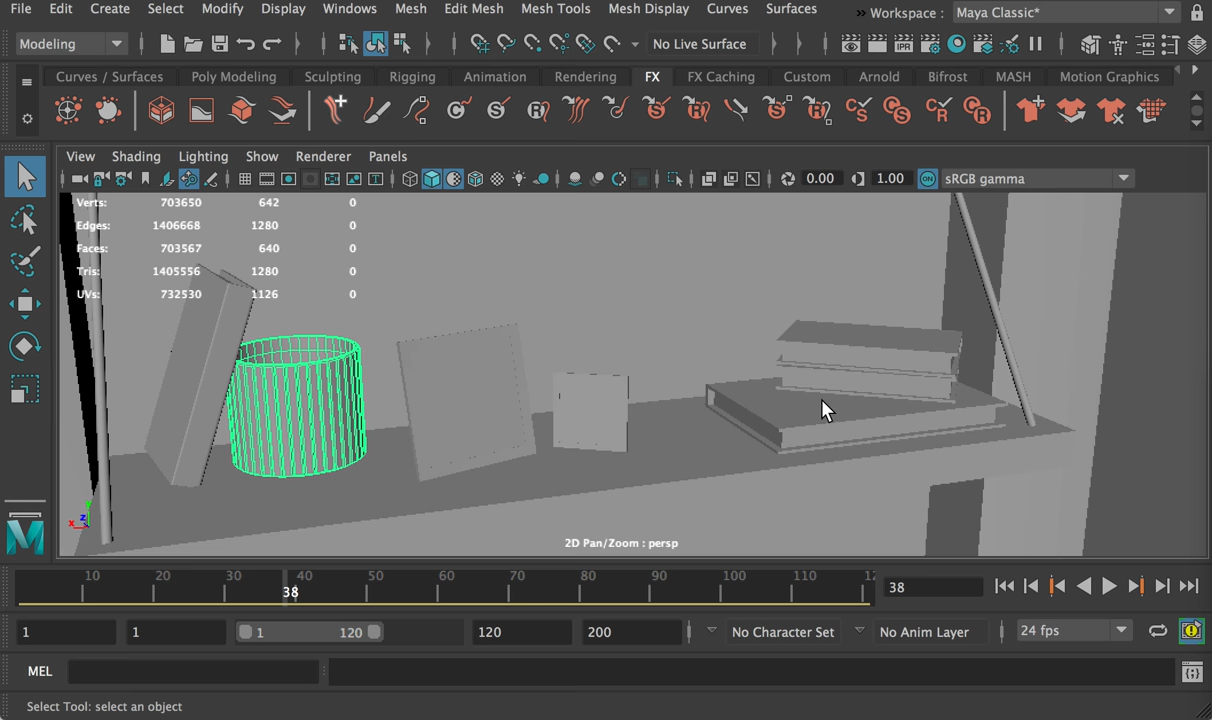 File Edit Create Select Modify Display Windows Mesh Edit Mesh Mesh Tools Mesh Display Curves Surfaces » Workspace : Maya Classic*
Modeling No Live Surface IPR
Curves / Surfaces Poly Modeling Sculpting Rigging Animation Rendering FX FX Caching Custom Arnold Bifrost MASH Motion Graphics
View Shading Lighting Show Renderer Panels
0.00 1.00 ON sRGB gamma
Verts: 703650 642 0
Edges: 1406668 1280 0
Faces: 703567 640 0
Tris: 1405556 1280 0
UVs: 732530 1126 0
2D Pan/Zoom : persp
10 20 30 40 50 60 70 80 90 100 110
38 38
1 1 1 120 120 200 No Character Set No Anim Layer 24 fps
MEL
Select Tool: select an object